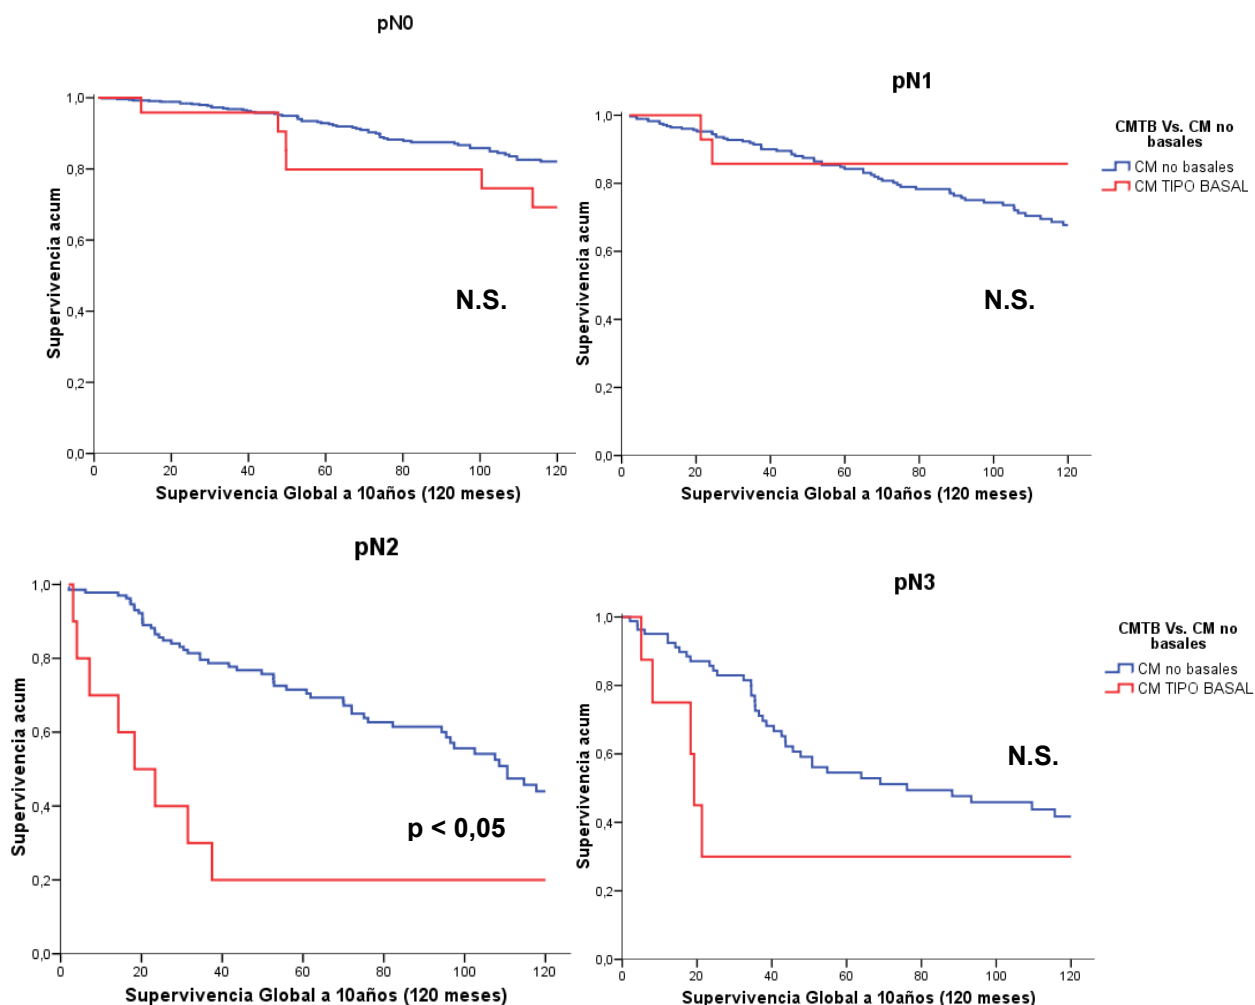 pN0
1,0
0,8
0,6
0,4
0,2
0,0
Supervivencia acum
N.S.
0 20 40 60 80 100 120
Supervivencia Global a 10años (120 meses)
pN1
1,0
0,8
0,6
0,4
0,2
0,0
Supervivencia acum
N.S.
0 20 40 60 80 100 120
Supervivencia Global a 10años (120 meses)
CMTB Vs. CM no
basales
CM no basales
CM TIPO BASAL
pN2
1,0
0,8
0,6
0,4
0,2
0,0
Supervivencia acum
p < 0,05
0 20 40 60 80 100 120
Supervivencia Global a 10años (120 meses)
pN3
1,0
0,8
0,6
0,4
0,2
0,0
Supervivencia acum
N.S.
0 20 40 60 80 100 120
Supervivencia Global a 10años (120 meses)
CMTB Vs. CM no
basales
CM no basales
CM TIPO BASAL